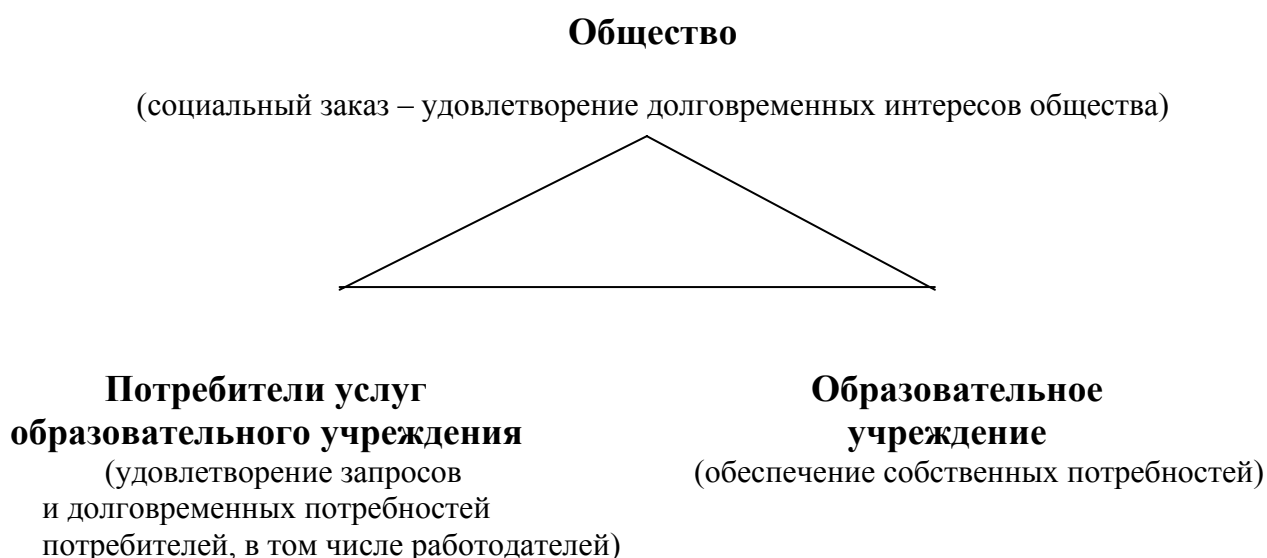 Общество
(социальный заказ – удовлетворение долговременных интересов общества)
Потребители услуг
образовательного учреждения
(удовлетворение запросов
и долговременных потребностей
потребителей, в том числе работодателей)
Образовательное
учреждение
(обеспечение собственных потребностей)